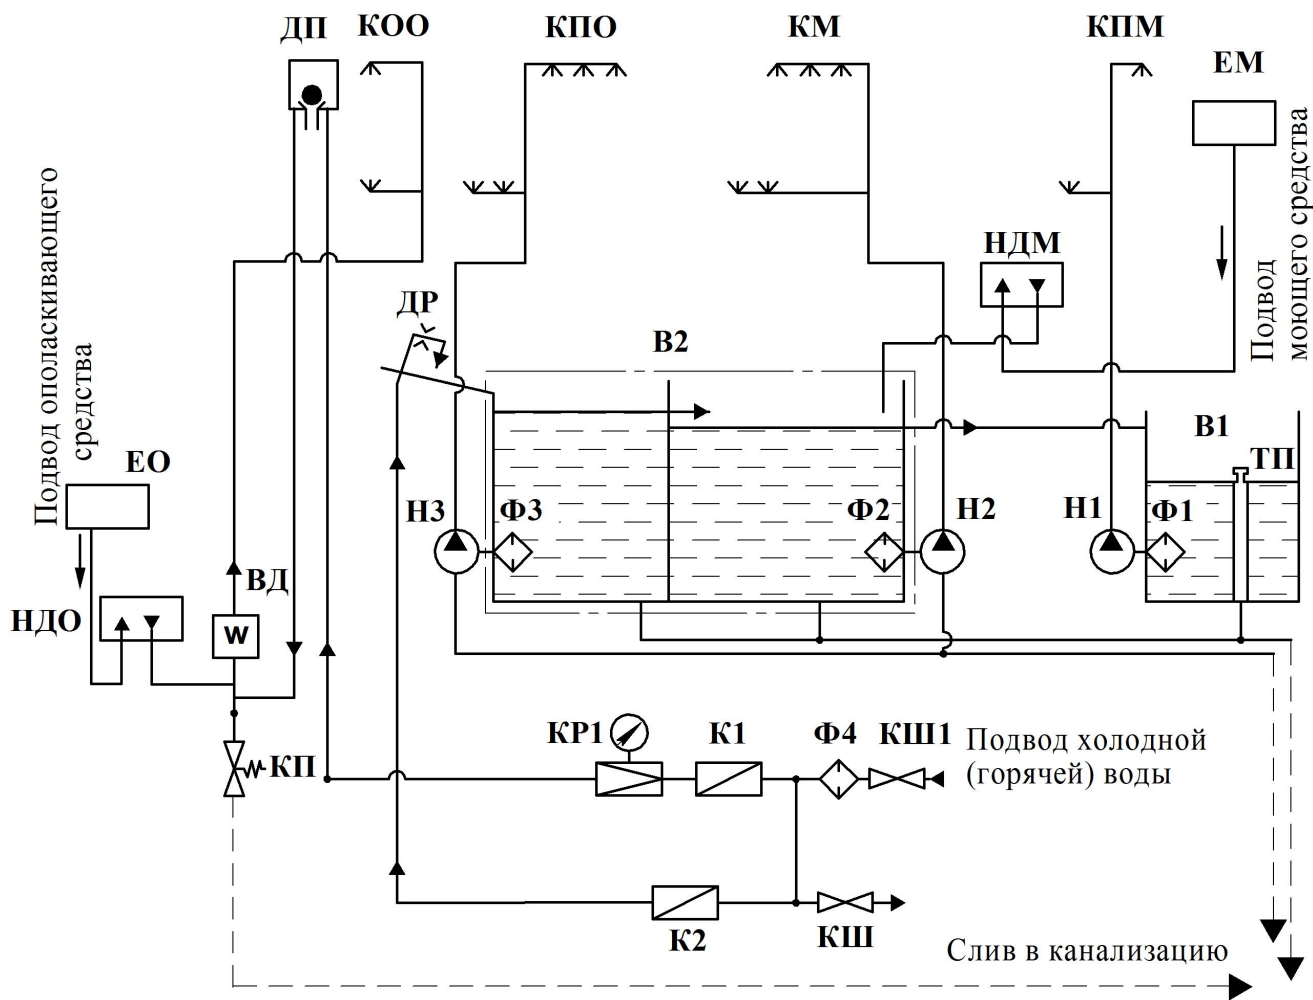 ДП
КОО
КПО
КМ
КПМ
ЕМ
Подвод ополаскивающего
средства
Подвод
моющего средства
НДМ
ДР
В2
В1
ТП
ЕО
Н3
Ф3
Ф2
Н2
Н1
Ф1
НДО
ВД
W
КП
КР1
К1
Ф4
КШ1
Подвод холодной
(горячей) воды
К2
КШ
Слив в канализацию